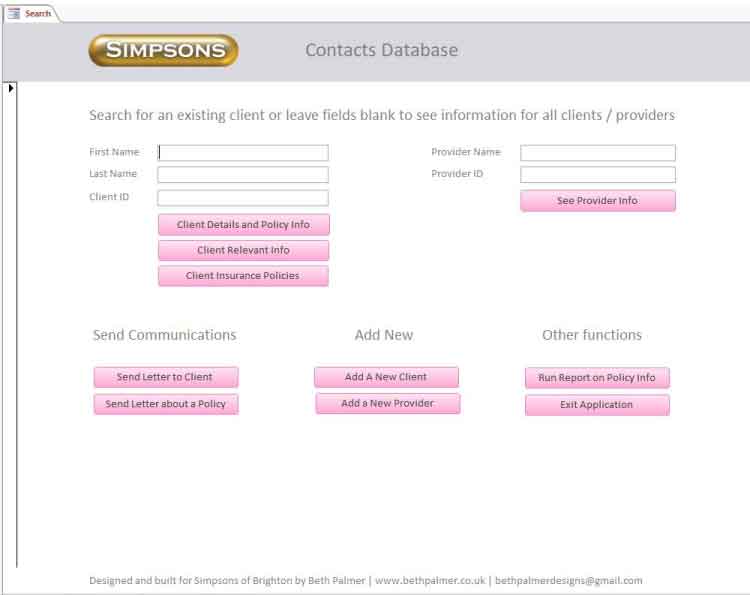 Search
SIMPSONS
Contacts Database
Search for an existing client or leave fields blank to see information for all clients / providers
First Name
Last Name
Client ID
Client Details and Policy Info
Client Relevant Info
Client Insurance Policies
Provider Name
Provider ID
See Provider Info
Send Communications
Send Letter to Client
Send Letter about a Policy
Add New
Add A New Client
Add a New Provider
Other functions
Run Report on Policy Info
Exit Application
Designed and built for Simpsons of Brighton by Beth Palmer | www.bethpalmer.co.uk | bethpalmerdesigns@gmail.com